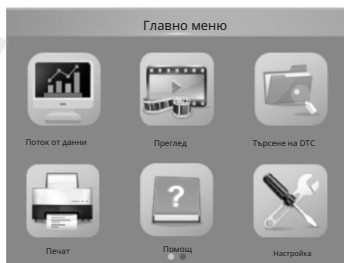 Главно меню
Поток от данни
Преглед
Търсене на DTC
?
Печат
Помощ
Настройка